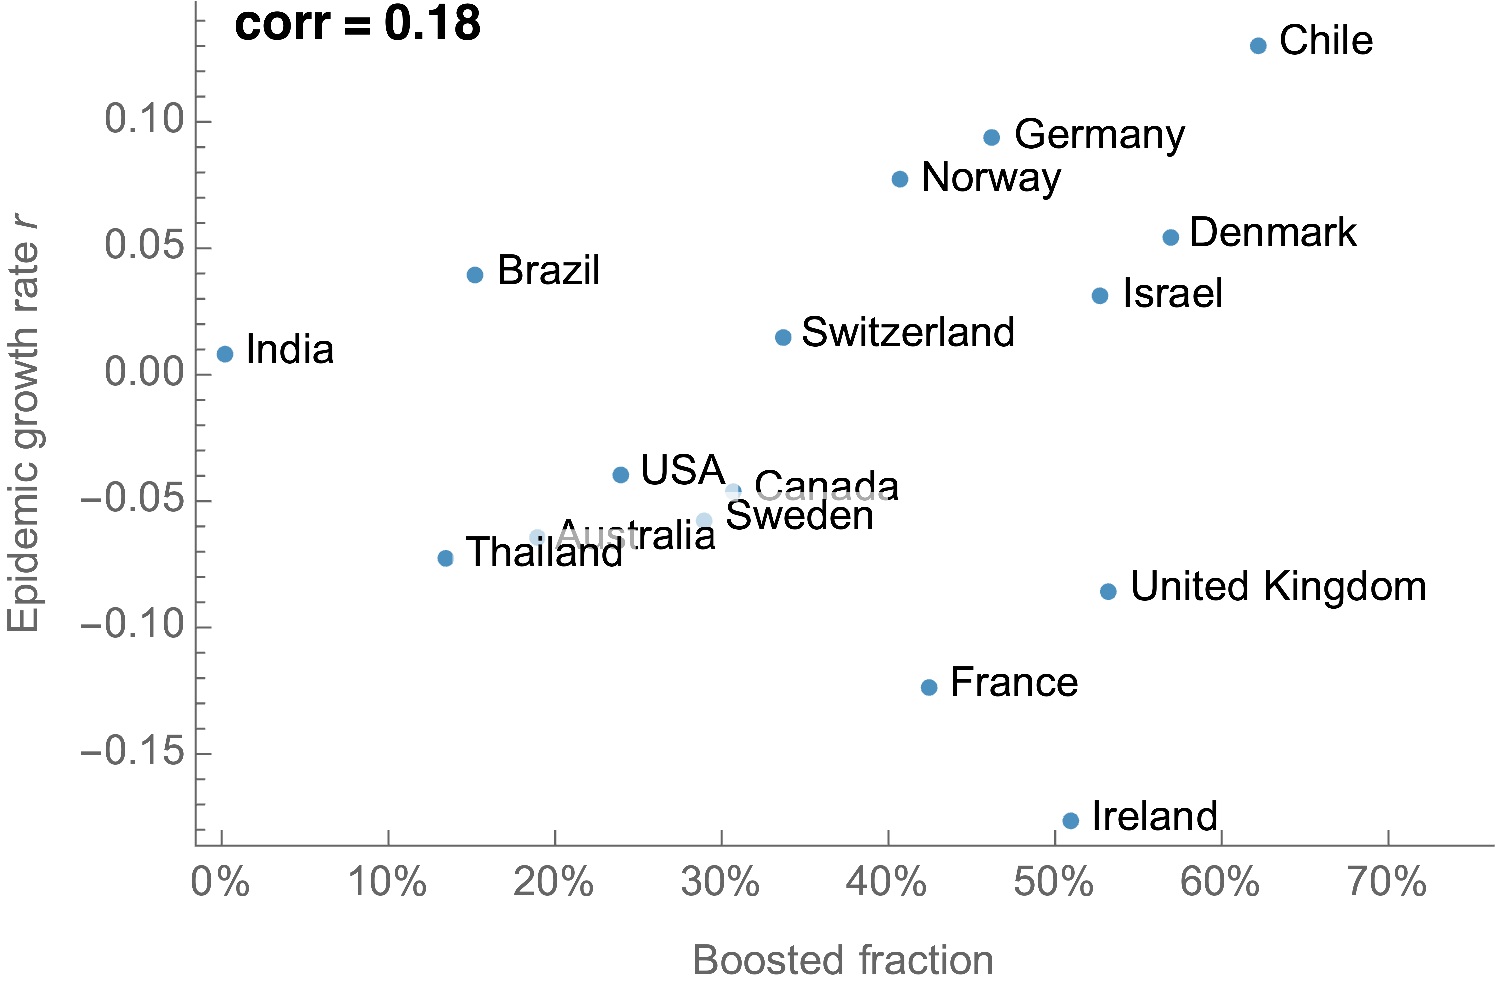 corr = 0.18
Chile
0.10
Germany
Norway
0.05
Denmark
Brazil
Israel
Switzerland
India
0.00
USA
Canada
−0.05
Sweden
Australia
Thailand
United Kingdom
−0.10
France
−0.15
Ireland
Epidemic growth rate r
0% 10% 20% 30% 40% 50% 60% 70%
Boosted fraction